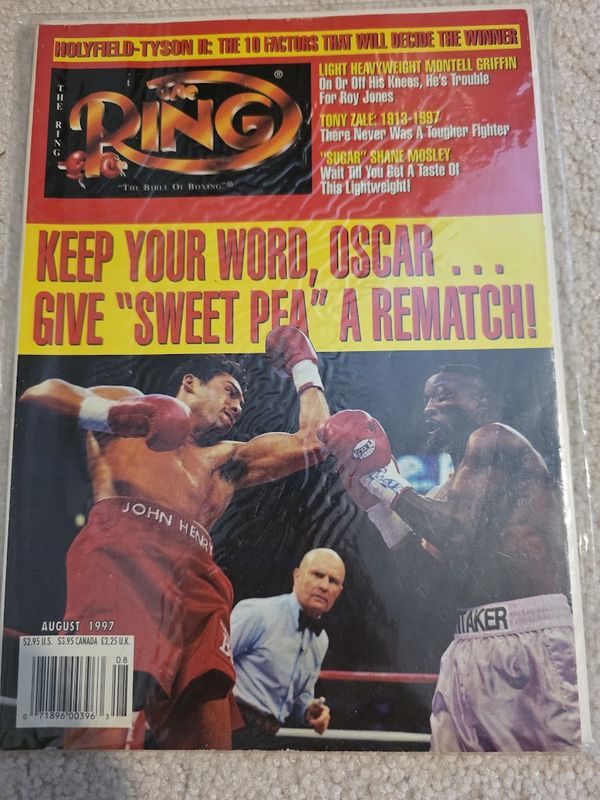 HOLYFIELD-TYSON II: THE 10 FACTORS THAT WILL DECIDE THE WINNER
THE RING
The
RING®
"THE BIBLE OF BOXING"®
LIGHT HEAVYWEIGHT MONTELL GRIFFIN
On Or Off His Knees, He's Trouble
For Roy Jones
TONY ZALE: 1913-1997
There Never Was A Tougher Fighter
"SUGAR" SHANE MOSLEY
Wait Till You Get A Taste Of
This Lightweight!
KEEP YOUR WORD, OSCAR . . .
GIVE "SWEET PEA" A REMATCH!
JOHN HENRY
TAKER
AUGUST 1997
$2.95 U.S. $3.95 CANADA £2.25 U.K.
08
0 71896 00396 3